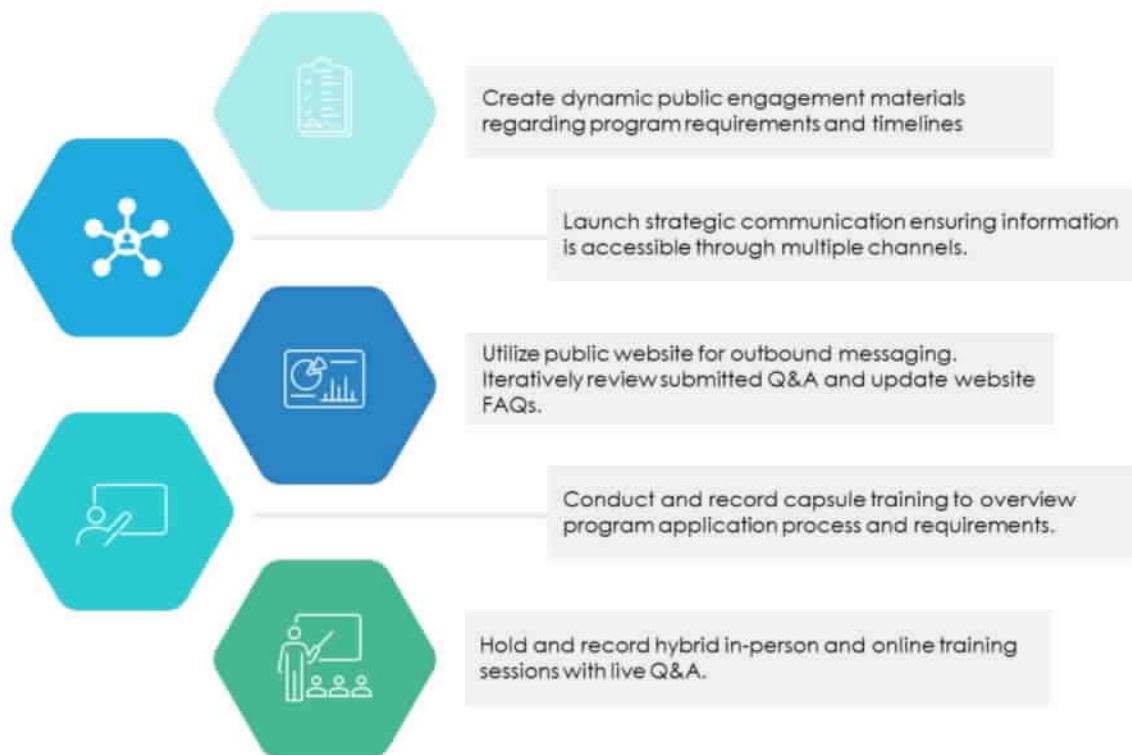 Create dynamic public engagement materials
regarding program requirements and timelines
Launch strategic communication ensuring information
is accessible through multiple channels.
Utilize public website for outbound messaging.
Iteratively review submitted Q&A and update website
FAQs.
Conduct and record capsule training to overview
program application process and requirements.
Hold and record hybrid in-person and online training
sessions with live Q&A.